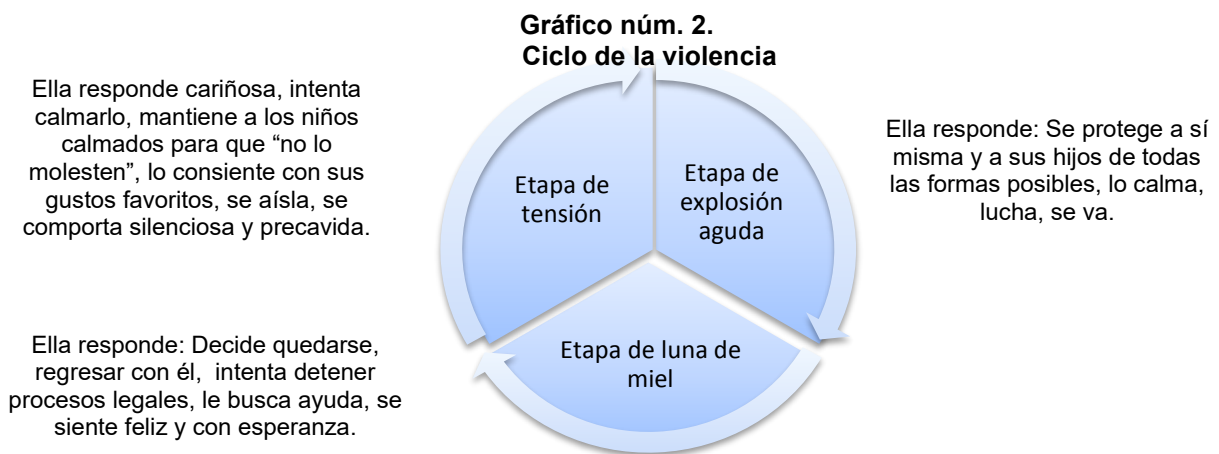 Gráfico núm. 2.
Ciclo de la violencia
Ella responde cariñosa, intenta
calmarlo, mantiene a los niños
calmados para que “no lo
molesten”, lo consiente con sus
gustos favoritos, se aísla, se
comporta silenciosa y precavida.
Etapa de
tensión
Etapa de
explosión
aguda
Ella responde: Se protege a sí
misma y a sus hijos de todas
las formas posibles, lo calma,
lucha, se va.
Ella responde: Decide quedarse,
regresar con él, intenta detener
procesos legales, le busca ayuda, se
siente feliz y con esperanza.
Etapa de luna de
miel